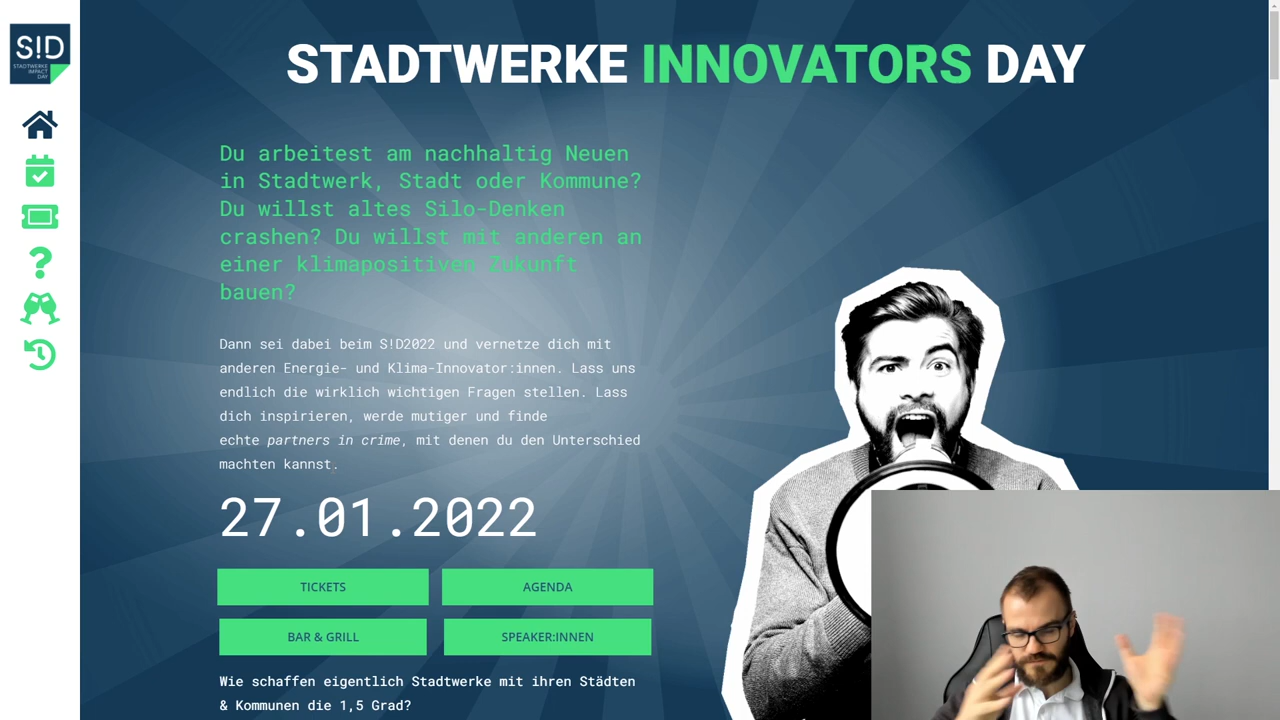 S!D
STADTWERKE
IMPACT
DAY
STADTWERKE INNOVATORS DAY
Du arbeitest am nachhaltig Neuen
in Stadtwerk, Stadt oder Kommune?
Du willst altes Silo-Denken
crashen? Du willst mit anderen an
einer klimapositiven Zukunft
bauen?
Dann sei dabei beim S!D2022 und vernetze dich mit
anderen Energie- und Klima-Innovator:innen. Lass uns
endlich die wirklich wichtigen Fragen stellen. Lass
dich inspirieren, werde mutiger und finde
echte partners in crime, mit denen du den Unterschied
machten kannst.
27.01.2022
TICKETS AGENDA
BAR & GRILL SPEAKER:INNEN
Wie schaffen eigentlich Stadtwerke mit ihren Städten
& Kommunen die 1,5 Grad?